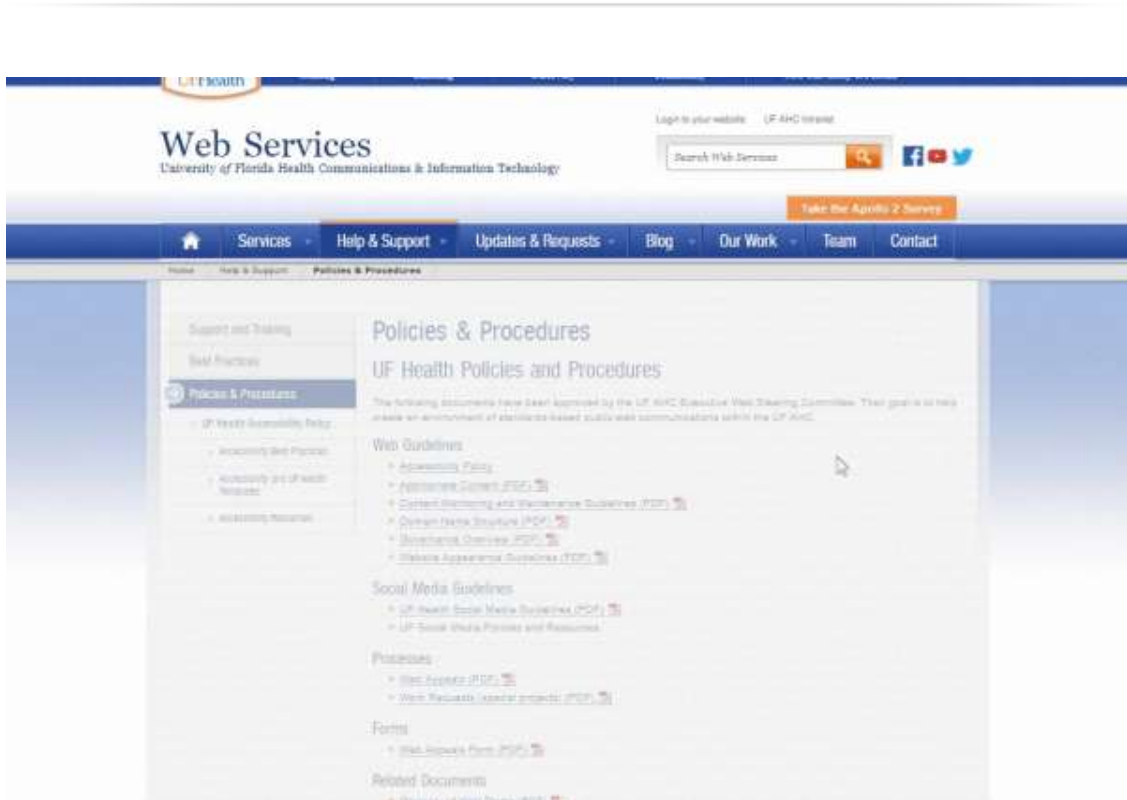 UFHealth
Login to your website UF AHC Intranet
Web Services
University of Florida Health Communications & Information Technology
Search Web Services
Take the Apollo 2 Survey
Services Help & Support Updates & Requests Blog Our Work Team Contact
Home Help & Support Policies & Procedures
Support and Training
Best Practices
Policies & Procedures
UF Health Accessibility Policy
Accessibility Best Practices
Accessibility and UF Health
Templates
Accessibility Resources
Policies & Procedures
UF Health Policies and Procedures
The following documents have been approved by the UF AHC Executive Web Steering Committee. Their goal is to help
create an environment of standards-based public web communications within the UF AHC.
Web Guidelines
Accessibility Policy
Appropriate Content (PDF)
Content Monitoring and Maintenance Guidelines (PDF)
Domain Name Structure (PDF)
Governance Overview (PDF)
Website Appearance Guidelines (PDF)
Social Media Guidelines
UF Health Social Media Guidelines (PDF)
UF Social Media Policies and Resources
Processes
Web Appeals (PDF)
Work Requests (special projects) (PDF)
Forms
Web Appeals Form (PDF)
Related Documents